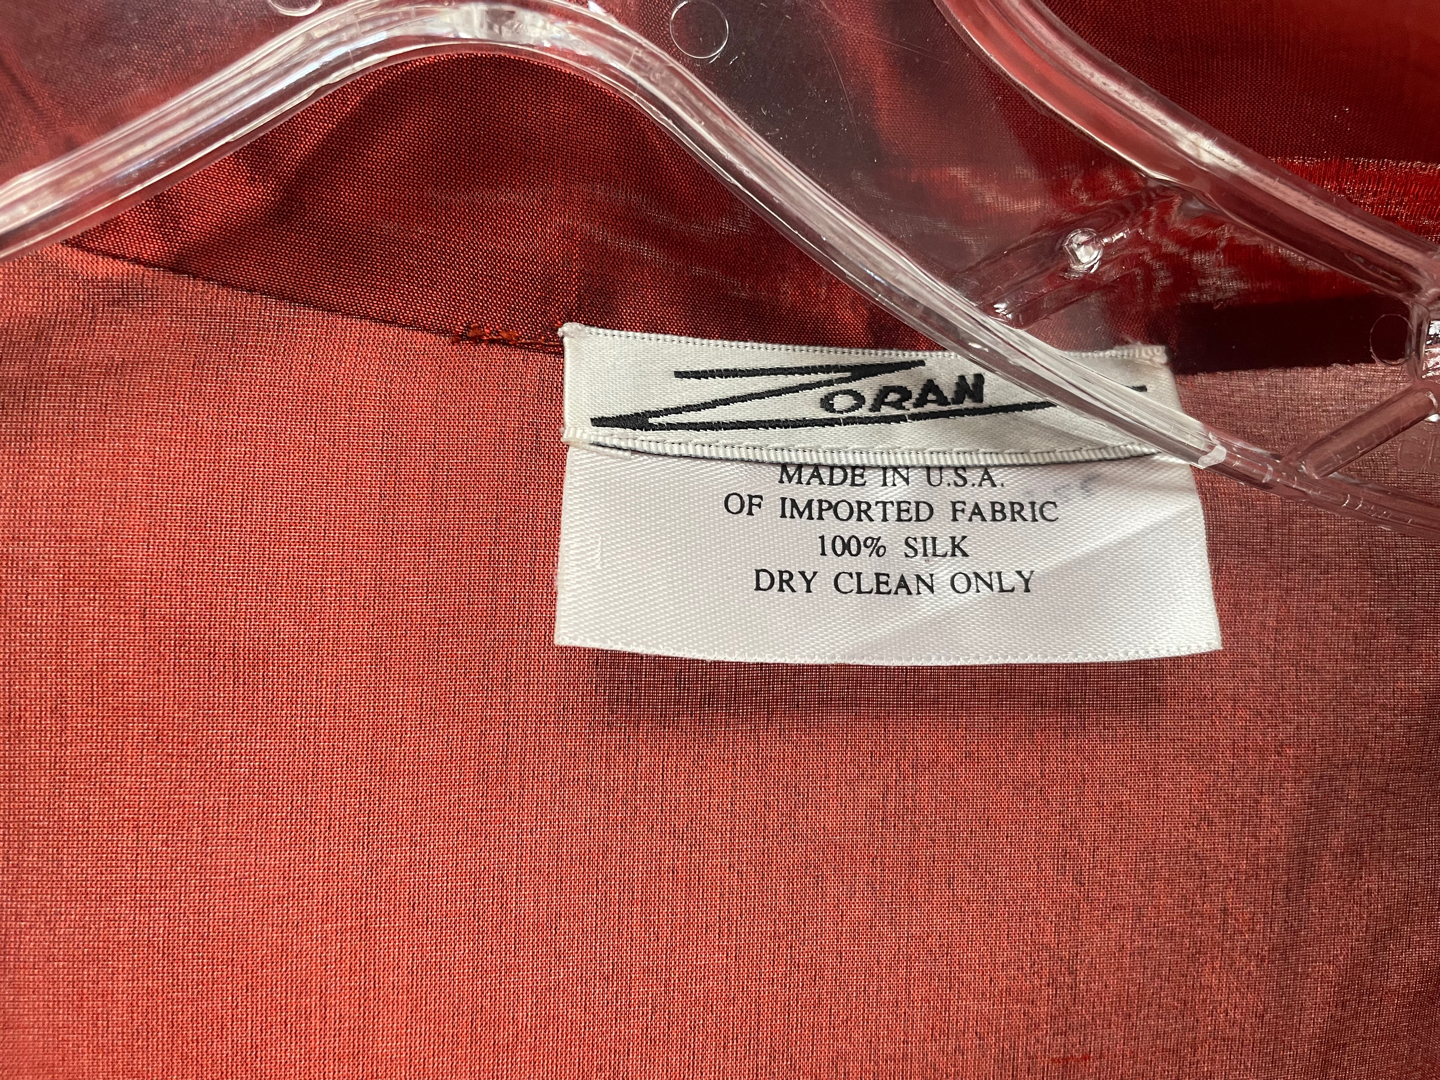 ZORAN
MADE IN U.S.A.
OF IMPORTED FABRIC
100% SILK
DRY CLEAN ONLY